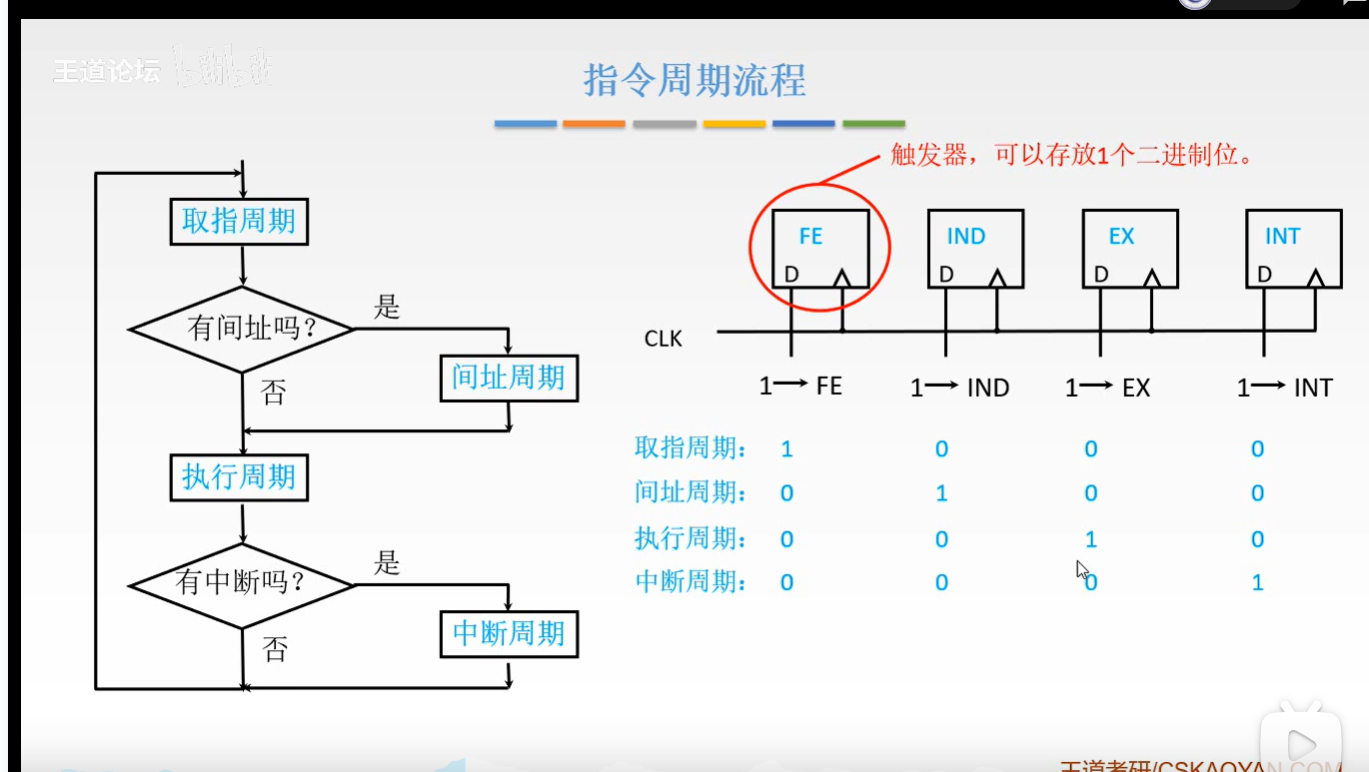 王道论坛 bilibili
指令周期流程
触发器，可以存放1个二进制位。
取指周期
有间址吗？
是
否
间址周期
执行周期
有中断吗？
是
否
中断周期
FE
IND
EX
INT
D
D
D
D
CLK
1→ FE
1→ IND
1→ EX
1→ INT
取指周期： 1 0 0 0
间址周期： 0 1 0 0
执行周期： 0 0 1 0
中断周期： 0 0 0 1
王道考研/CSKAOYAN.COM